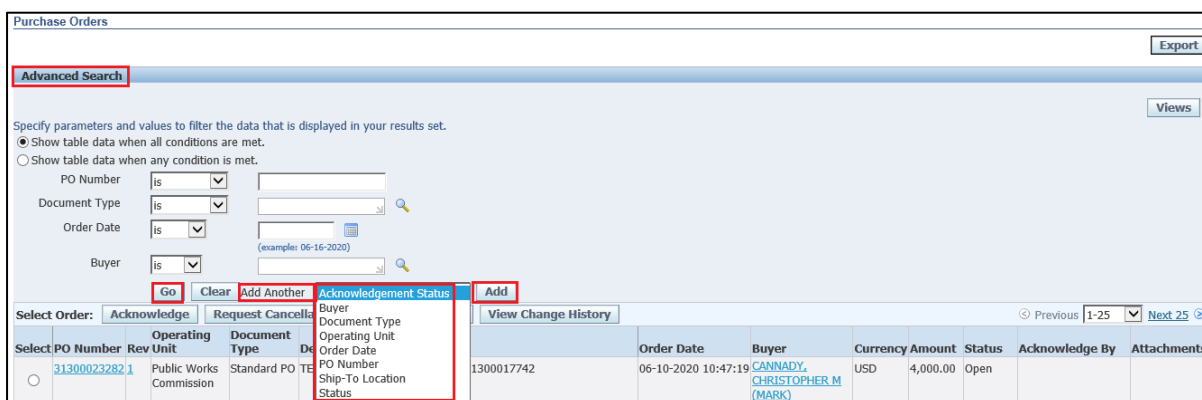 Purchase Orders
Export
Advanced Search
Views
Specify parameters and values to filter the data that is displayed in your results set.
Show table data when all conditions are met.
Show table data when any condition is met.
PO Number is
Document Type is
Order Date is
(example: 06-16-2020)
Buyer is
Go Clear Add Another Acknowledgement Status Add
Buyer
Document Type
Operating Unit
Order Date
PO Number
Ship-To Location
Status
Select Order: Acknowledge Request Cancella View Change History Previous 1-25 Next 25
Select PO Number Rev Operating Unit Document Type De Order Date Buyer Currency Amount Status Acknowledge By Attachments
31300023282 1 Public Works Commission Standard PO TE 1300017742 06-10-2020 10:47:19 CANNADY, CHRISTOPHER M (MARK) USD 4,000.00 Open